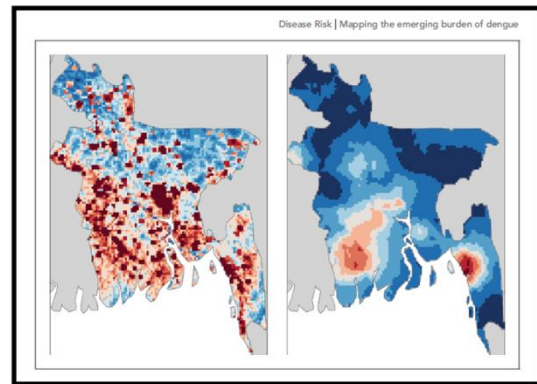 Disease Risk | Mapping the emerging burden of dengue